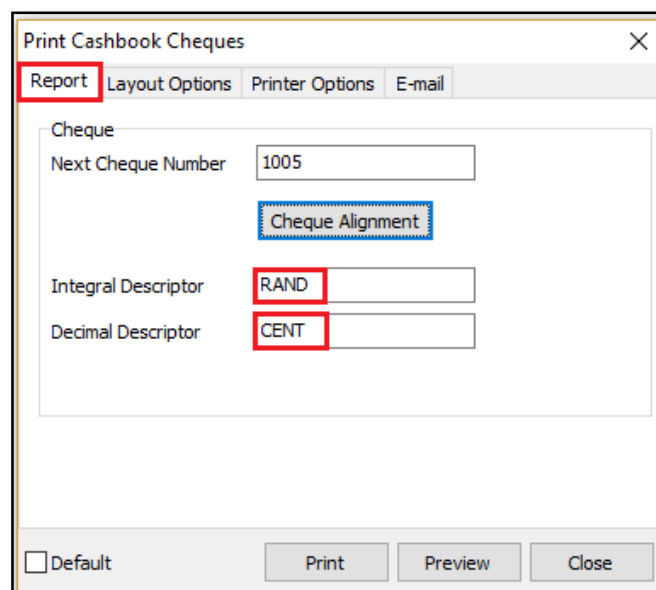 Print Cashbook Cheques
Report Layout Options Printer Options E-mail
Cheque
Next Cheque Number 1005
Cheque Alignment
Integral Descriptor RAND
Decimal Descriptor CENT
Default Print Preview Close